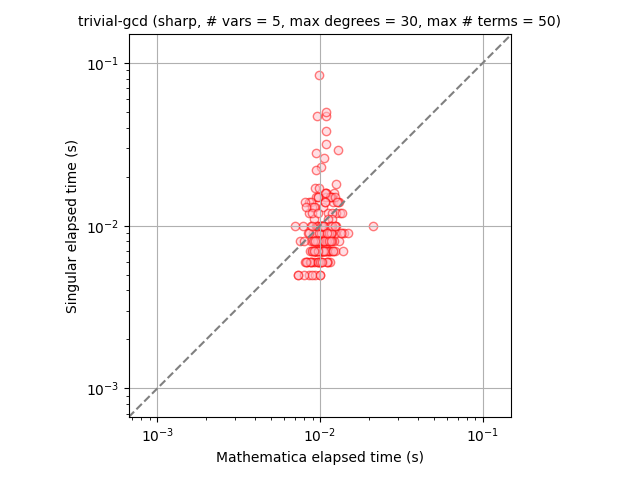 trivial-gcd (sharp, # vars = 5, max degrees = 30, max # terms = 50)
Singular elapsed time (s)
10⁻¹
10⁻²
10⁻³
10⁻³
10⁻²
10⁻¹
Mathematica elapsed time (s)